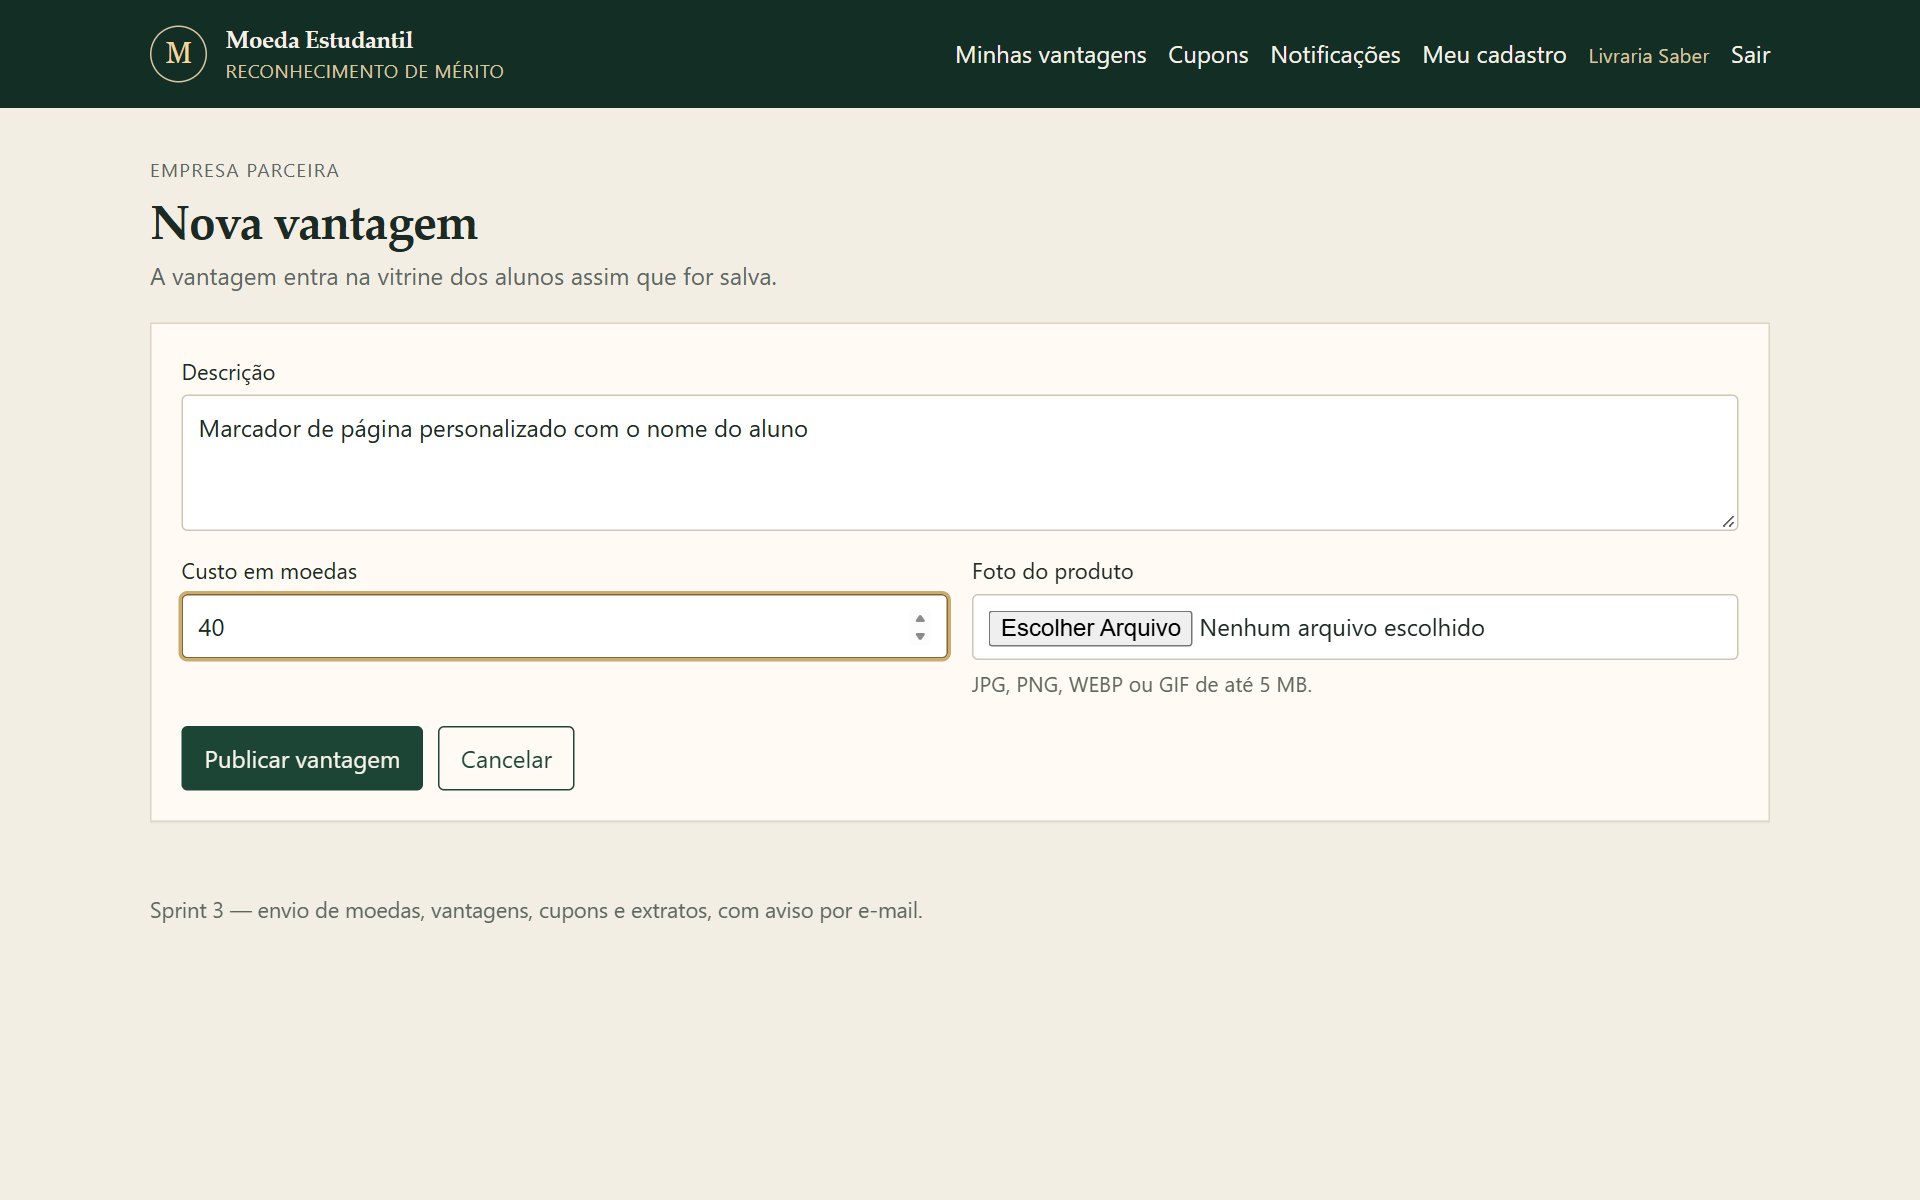 M
Moeda Estudantil
RECONHECIMENTO DE MÉRITO
Minhas vantagens Cupons Notificações Meu cadastro Livraria Saber Sair
EMPRESA PARCEIRA
Nova vantagem
A vantagem entra na vitrine dos alunos assim que for salva.
Descrição
Marcador de página personalizado com o nome do aluno
Custo em moedas
40
Foto do produto
Escolher Arquivo Nenhum arquivo escolhido
JPG, PNG, WEBP ou GIF de até 5 MB.
Publicar vantagem Cancelar
Sprint 3 — envio de moedas, vantagens, cupons e extratos, com aviso por e-mail.